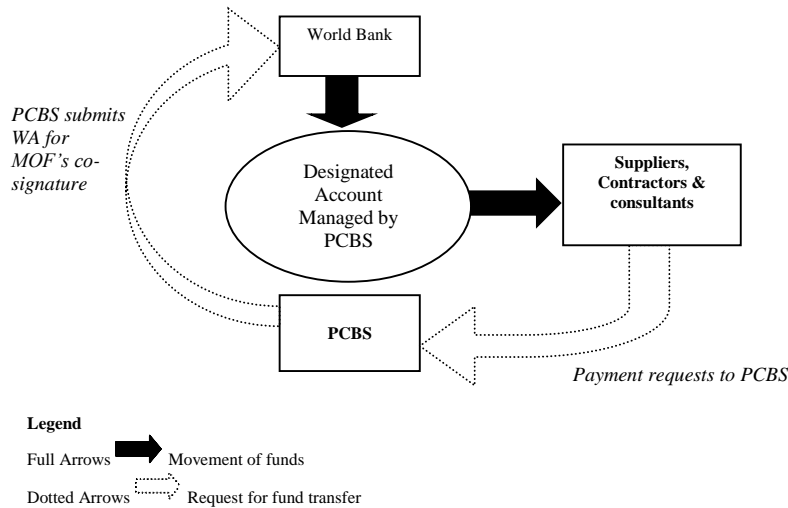 World Bank
PCBS submits
WA for
MOF's co-
signature
Designated
Account
Managed by
PCBS
Suppliers,
Contractors &
consultants
PCBS
Payment requests to PCBS
Legend
Full Arrows Movement of funds
Dotted Arrows Request for fund transfer